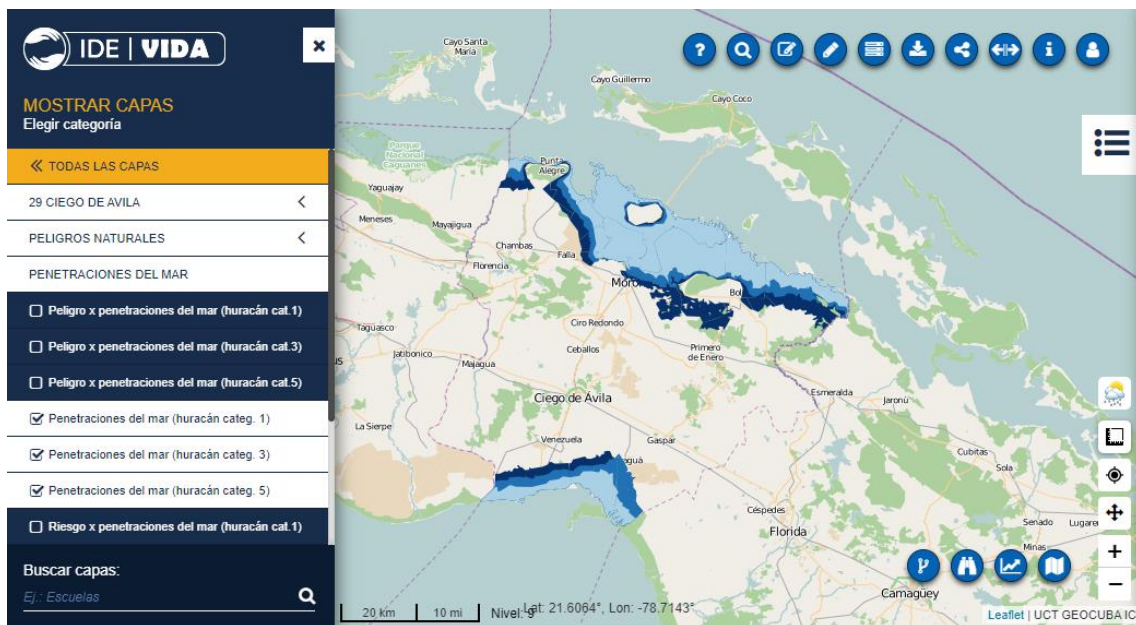 IDE | VIDA
MOSTRAR CAPAS
Elegir categoría
TODAS LAS CAPAS
29 CIEGO DE AVILA
PELIGROS NATURALES
PENETRACIONES DEL MAR
Peligro x penetraciones del mar (huracán cat.1)
Peligro x penetraciones del mar (huracán cat.3)
Peligro x penetraciones del mar (huracán cat.5)
Penetraciones del mar (huracán categ. 1)
Penetraciones del mar (huracán categ. 3)
Penetraciones del mar (huracán categ. 5)
Riesgo x penetraciones del mar (huracán cat.1)
Buscar capas:
Ej.: Escuelas
Cayo Santa
María
Cayo Guillermo
Cayo Coco
Parque
Nacional
Caguanes
Punta
Alegre
Yaguajay
Meneses
Mayajigua
Chambas
Falla
Florencia
Moró
Bol
Taguasco
Ciro Redondo
Jatibonico
Ceballos
Primero
de Enero
Majagua
Ciego de Ávila
Esmeralda
Jaronú
La Sierpe
Venezuela
Gaspar
aguá
Cubitas
Sola
Céspedes
Florida
Senado
Lugare
Minas
Camagüey
20 km
10 mi
Nivel: 9
Lat: 21.6064°, Lon: -78.7143°
Leaflet | UCT GEOCUBA IC